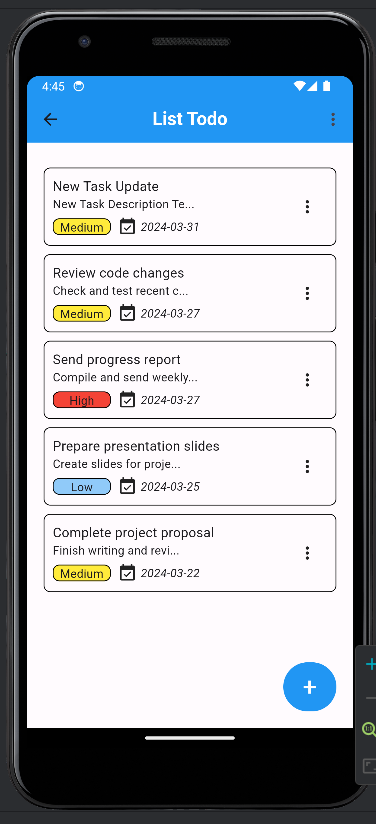 4:45
List Todo
New Task Update
New Task Description Te...
Medium 2024-03-31
Review code changes
Check and test recent c...
Medium 2024-03-27
Send progress report
Compile and send weekly...
High 2024-03-27
Prepare presentation slides
Create slides for proje...
Low 2024-03-25
Complete project proposal
Finish writing and revi...
Medium 2024-03-22